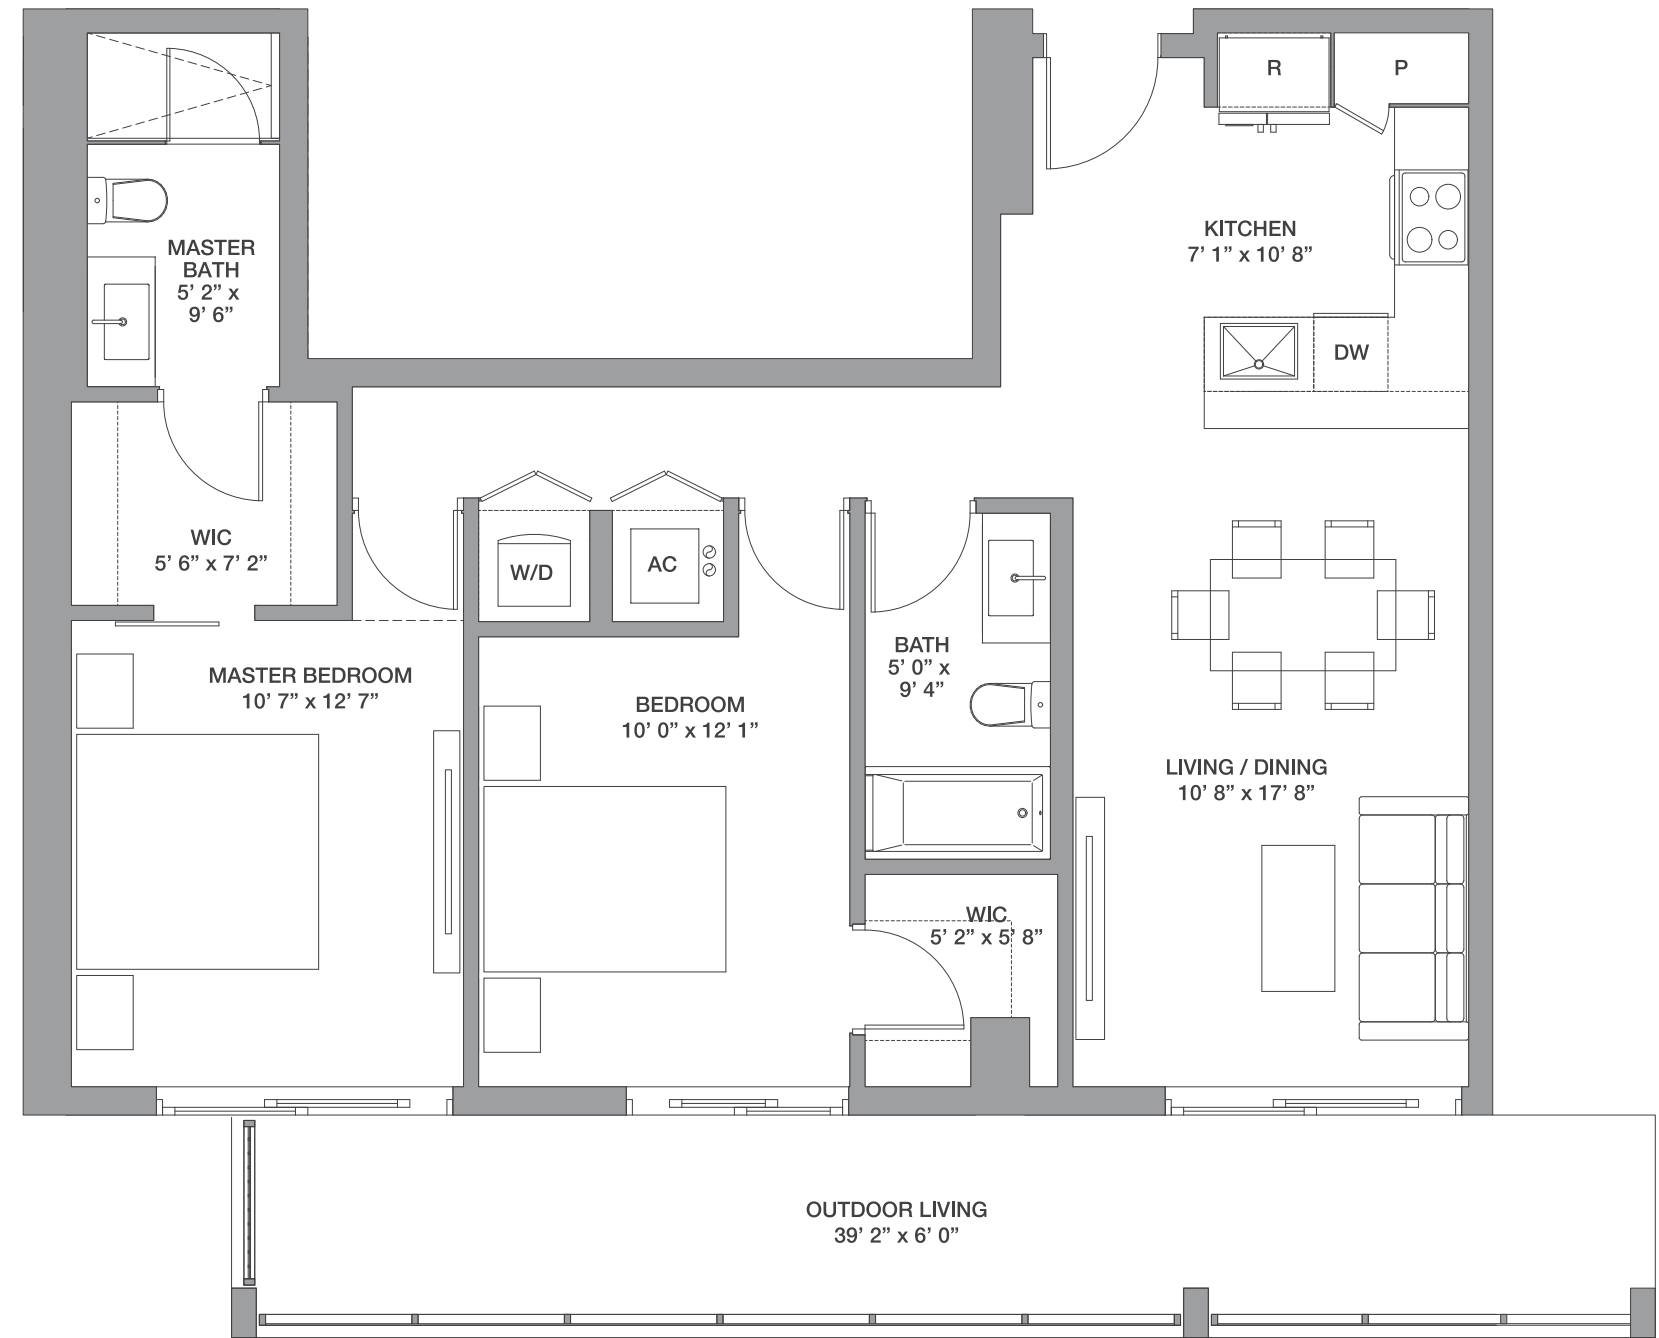 R
P
KITCHEN
7’ 1” x 10’ 8”
MASTER
BATH
5’ 2” x
9’ 6”
DW
WIC
5’ 6” x 7’ 2”
W/D
AC
BATH
5’ 0” x
9’ 4”
MASTER BEDROOM
10’ 7” x 12’ 7”
BEDROOM
10’ 0” x 12’ 1”
LIVING / DINING
10’ 8” x 17’ 8”
WIC
5’ 2” x 5’ 8”
OUTDOOR LIVING
39’ 2” x 6’ 0”